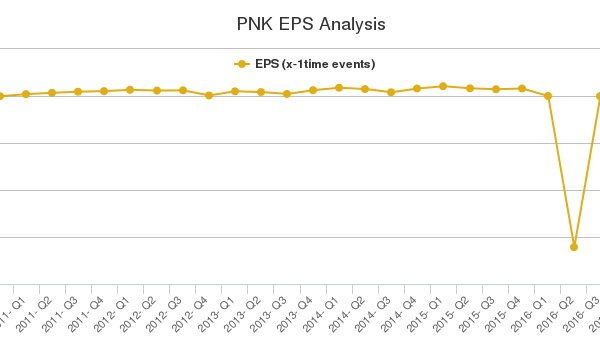 PNK EPS Analysis
EPS (x-1time events)
2011- Q2
2011- Q3
2011- Q4
2012- Q1
2012- Q2
2012- Q3
2012- Q4
2013- Q1
2013- Q2
2013- Q3
2013- Q4
2014- Q1
2014- Q2
2014- Q3
2014- Q4
2015- Q1
2015- Q2
2015- Q3
2015- Q4
2016- Q1
2016- Q2
2016- Q3